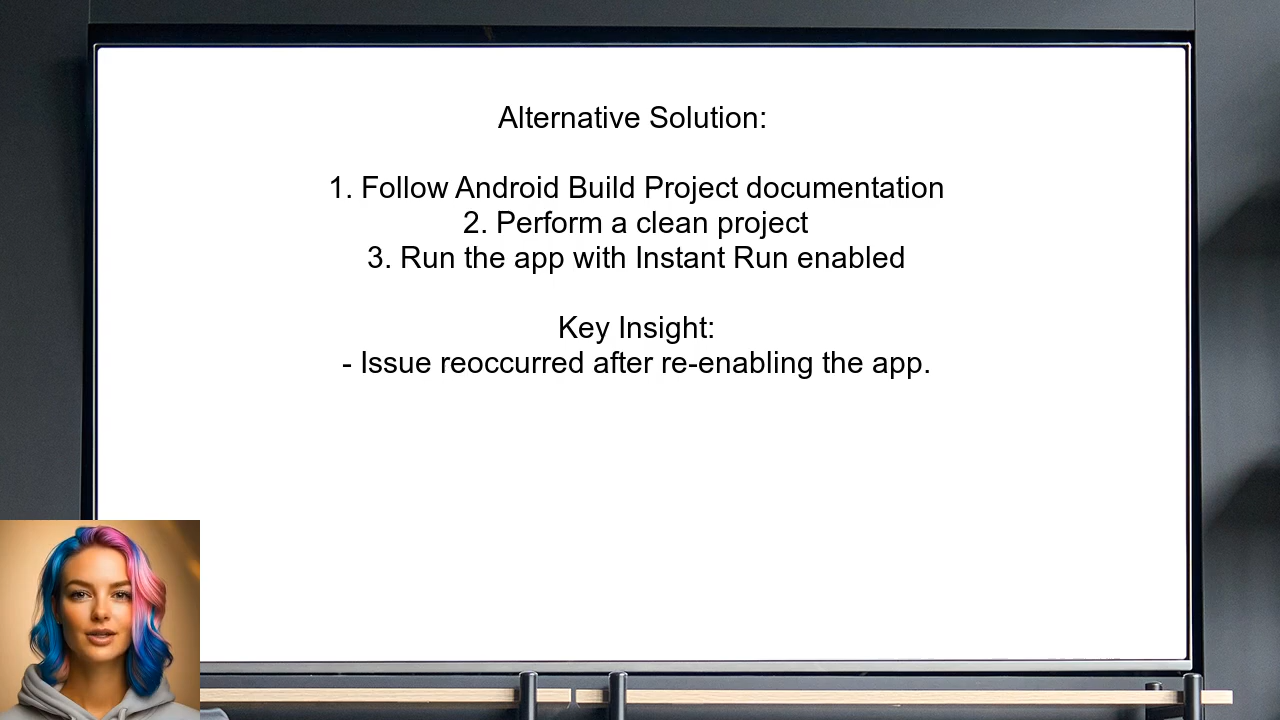 Alternative Solution:
1. Follow Android Build Project documentation
2. Perform a clean project
3. Run the app with Instant Run enabled
Key Insight:
- Issue reoccurred after re-enabling the app.